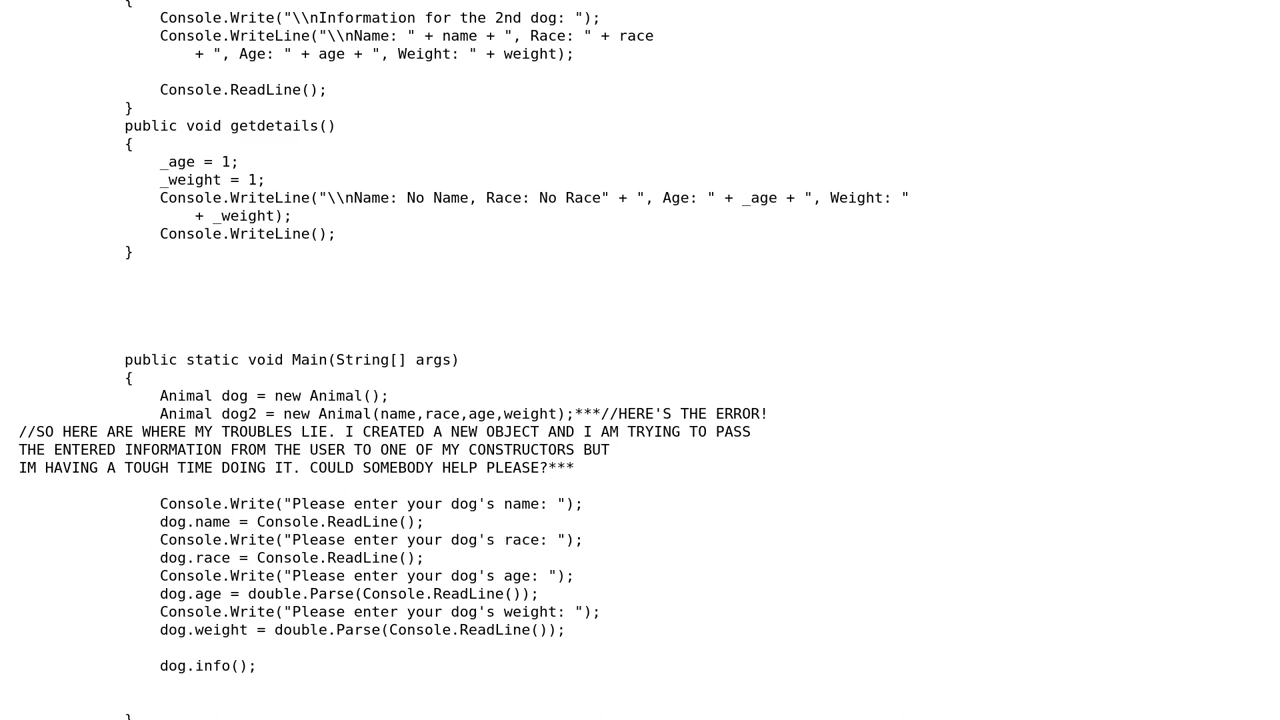 {
Console.Write("\\nInformation for the 2nd dog: ");
Console.WriteLine("\\nName: " + name + ", Race: " + race
+ ", Age: " + age + ", Weight: " + weight);
Console.ReadLine();
}
public void getdetails()
{
_age = 1;
_weight = 1;
Console.WriteLine("\\nName: No Name, Race: No Race" + ", Age: " + _age + ", Weight: "
+ _weight);
Console.WriteLine();
}
public static void Main(String[] args)
{
Animal dog = new Animal();
Animal dog2 = new Animal(name,race,age,weight);***//HERE'S THE ERROR!
//SO HERE ARE WHERE MY TROUBLES LIE. I CREATED A NEW OBJECT AND I AM TRYING TO PASS
THE ENTERED INFORMATION FROM THE USER TO ONE OF MY CONSTRUCTORS BUT
IM HAVING A TOUGH TIME DOING IT. COULD SOMEBODY HELP PLEASE?***
Console.Write("Please enter your dog's name: ");
dog.name = Console.ReadLine();
Console.Write("Please enter your dog's race: ");
dog.race = Console.ReadLine();
Console.Write("Please enter your dog's age: ");
dog.age = double.Parse(Console.ReadLine());
Console.Write("Please enter your dog's weight: ");
dog.weight = double.Parse(Console.ReadLine());
dog.info();
}